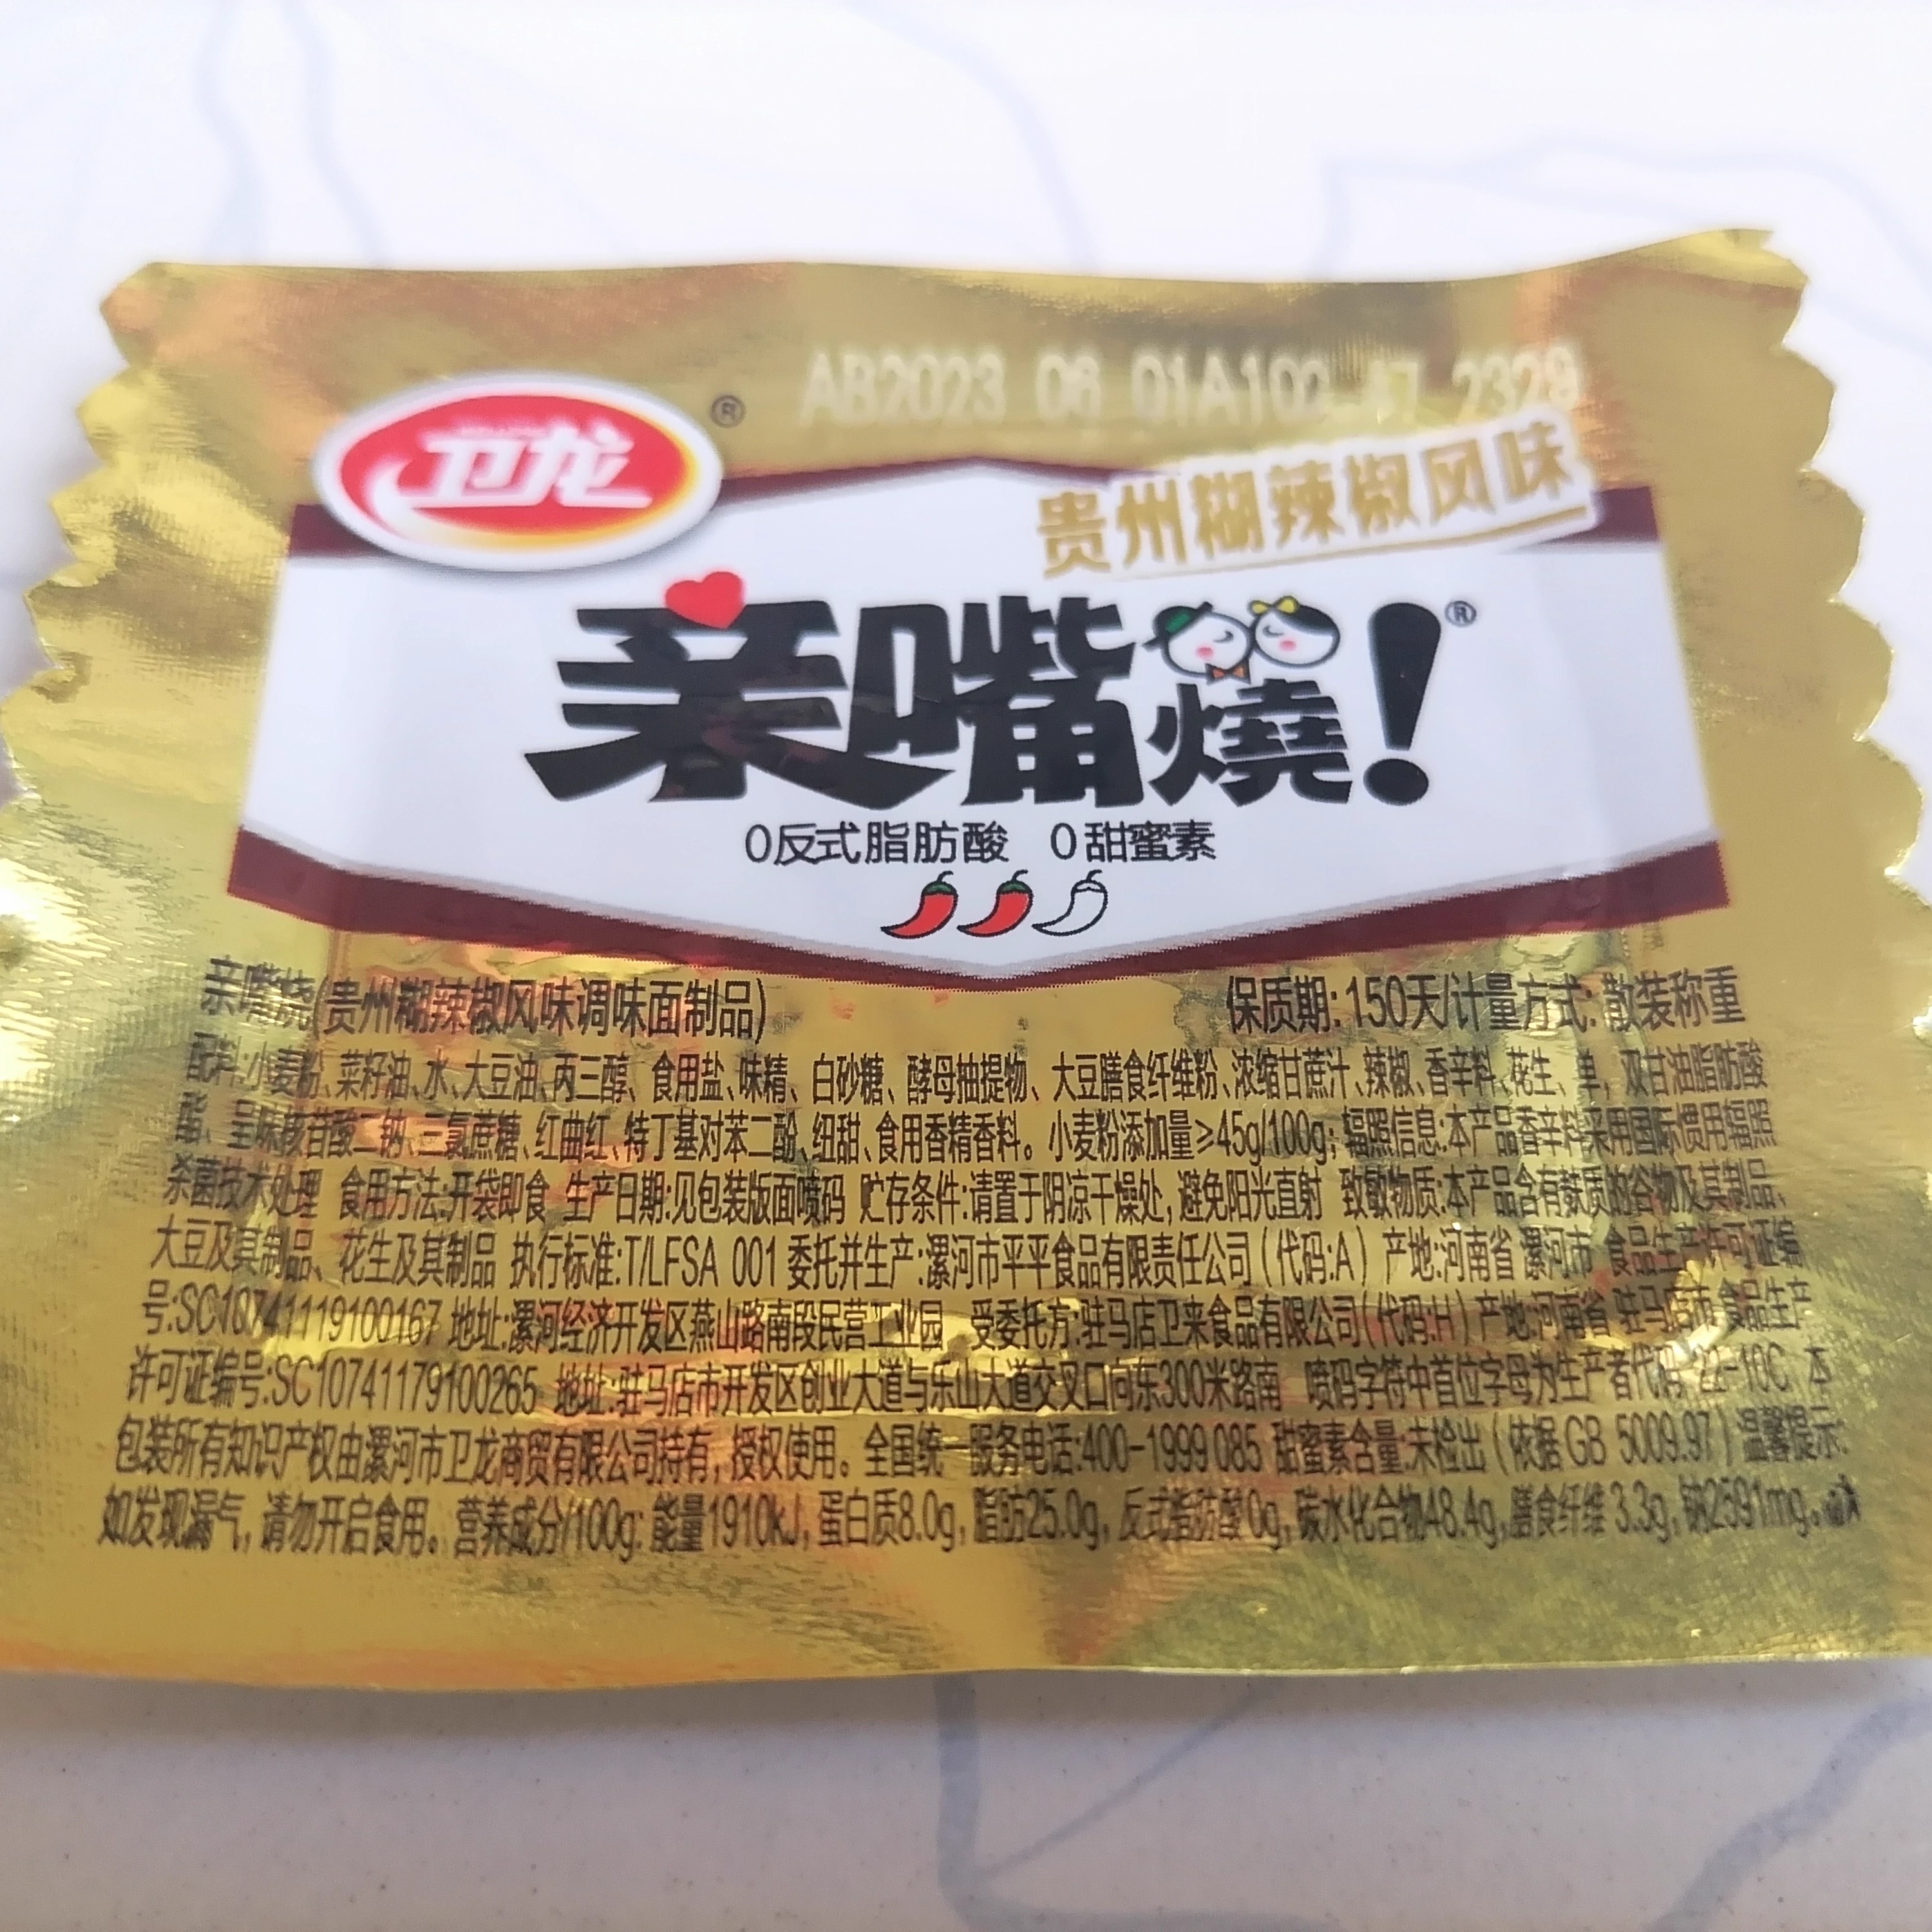 AB2023 06 01A102 2329
卫龙®
贵州糊辣椒风味
亲嘴燒!®
0反式脂肪酸 0甜蜜素
亲嘴烧(贵州糊辣椒风味调味面制品) 保质期:150天/计量方式:散装称重
配料:小麦粉、菜籽油、水、大豆油、丙三醇、食用盐、味精、白砂糖、酵母抽提物、大豆膳食纤维粉、浓缩甘蔗汁、辣椒、香辛料、花生、单,双甘油脂肪酸
酯、呈味核苷酸二钠、三氯蔗糖、红曲红、特丁基对苯二酚、纽甜、食用香精香料。小麦粉添加量≥45g/100g; 辐照信息:本产品香辛料采用国际惯用辐照
杀菌技术处理 食用方法:开袋即食 生产日期:见包装版面喷码 贮存条件:请置于阴凉干燥处,避免阳光直射 致敏物质:本产品含有麸质的谷物及其制品、
大豆及其制品、花生及其制品 执行标准:T/LFSA 001 委托并生产:漯河市平平食品有限责任公司(代码:A) 产地:河南省 漯河市 食品生产许可证编
号:SC10741119100167 地址:漯河经济开发区燕山路南段民营工业园 受委托方:驻马店卫来食品有限公司(代码:H) 产地:河南省 驻马店市 食品生产
许可证编号:SC10741179100265 地址:驻马店市开发区创业大道与乐山大道交叉口向东300米路南 喷码字符中首位字母为生产者代码 22-10C 本
包装所有知识产权由漯河市卫龙商贸有限公司持有,授权使用。全国统一服务电话:400-1999 085 甜蜜素含量:未检出(依据GB 5009.97) 温馨提示:
如发现漏气,请勿开启食用。营养成分/100g: 能量1910kJ, 蛋白质8.0g, 脂肪25.0g, 反式脂肪酸0g, 碳水化合物48.4g, 膳食纤维3.3g, 钠2591mg。